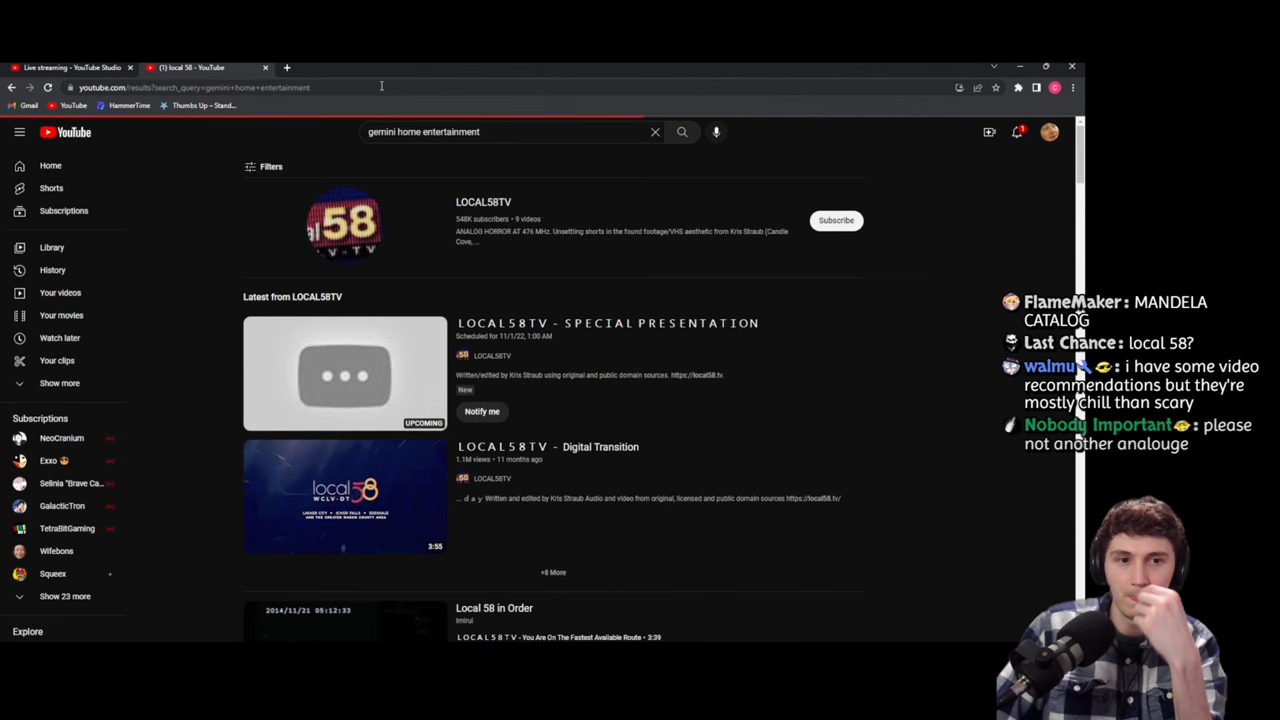 Live streaming - YouTube Studio
(1) local 58 - YouTube
youtube.com/results?search_query=gemini+home+entertainment
Gmail
YouTube
HammerTime
Thumbs Up – Stand...
YouTube
gemini home entertainment
1
Home
Shorts
Subscriptions
Library
History
Your videos
Your movies
Watch later
Your clips
Show more
Subscriptions
NeoCranium
Exxo
Selinia "Brave Ca...
GalacticTron
TetraBitGaming
Wifebons
Squeex
Show 23 more
Explore
Filters
58
LOCAL58TV
548K subscribers • 9 videos
ANALOG HORROR AT 476 MHz. Unsettling shorts in the found footage/VHS aesthetic from Kris Straub (Candle
Cove, ...
Subscribe
Latest from LOCAL58TV
LOCAL58TV - SPECIAL PRESENTATION
Scheduled for 11/1/22, 1:00 AM
LOCAL58TV
Written/edited by Kris Straub using original and public domain sources. https://local58.tv.
New
Notify me
UPCOMING
LOCAL58TV - Digital Transition
1.1M views • 11 months ago
LOCAL58TV
... d a y Written and edited by Kris Straub Audio and video from original, licensed and public domain sources https://local58.tv/
local58
WCLV-DT
3:55
+8 More
2014/11/21 05:12:33
Local 58 in Order
Imirui
LOCAL58TV - You Are On The Fastest Available Route • 3:39
FlameMaker: MANDELA
CATALOG
Last Chance: local 58?
walmu: i have some video
recommendations but they're
mostly chill than scary
Nobody Important: please
not another analouge